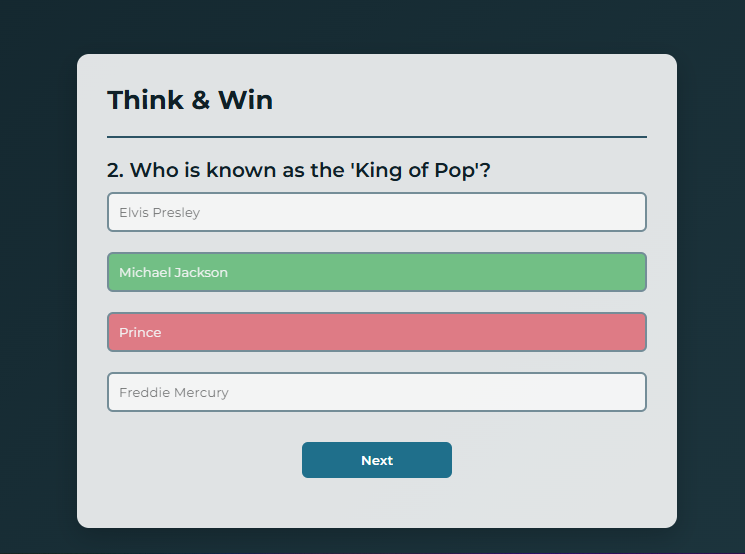 Think & Win
2. Who is known as the 'King of Pop'?
Elvis Presley
Michael Jackson
Prince
Freddie Mercury
Next